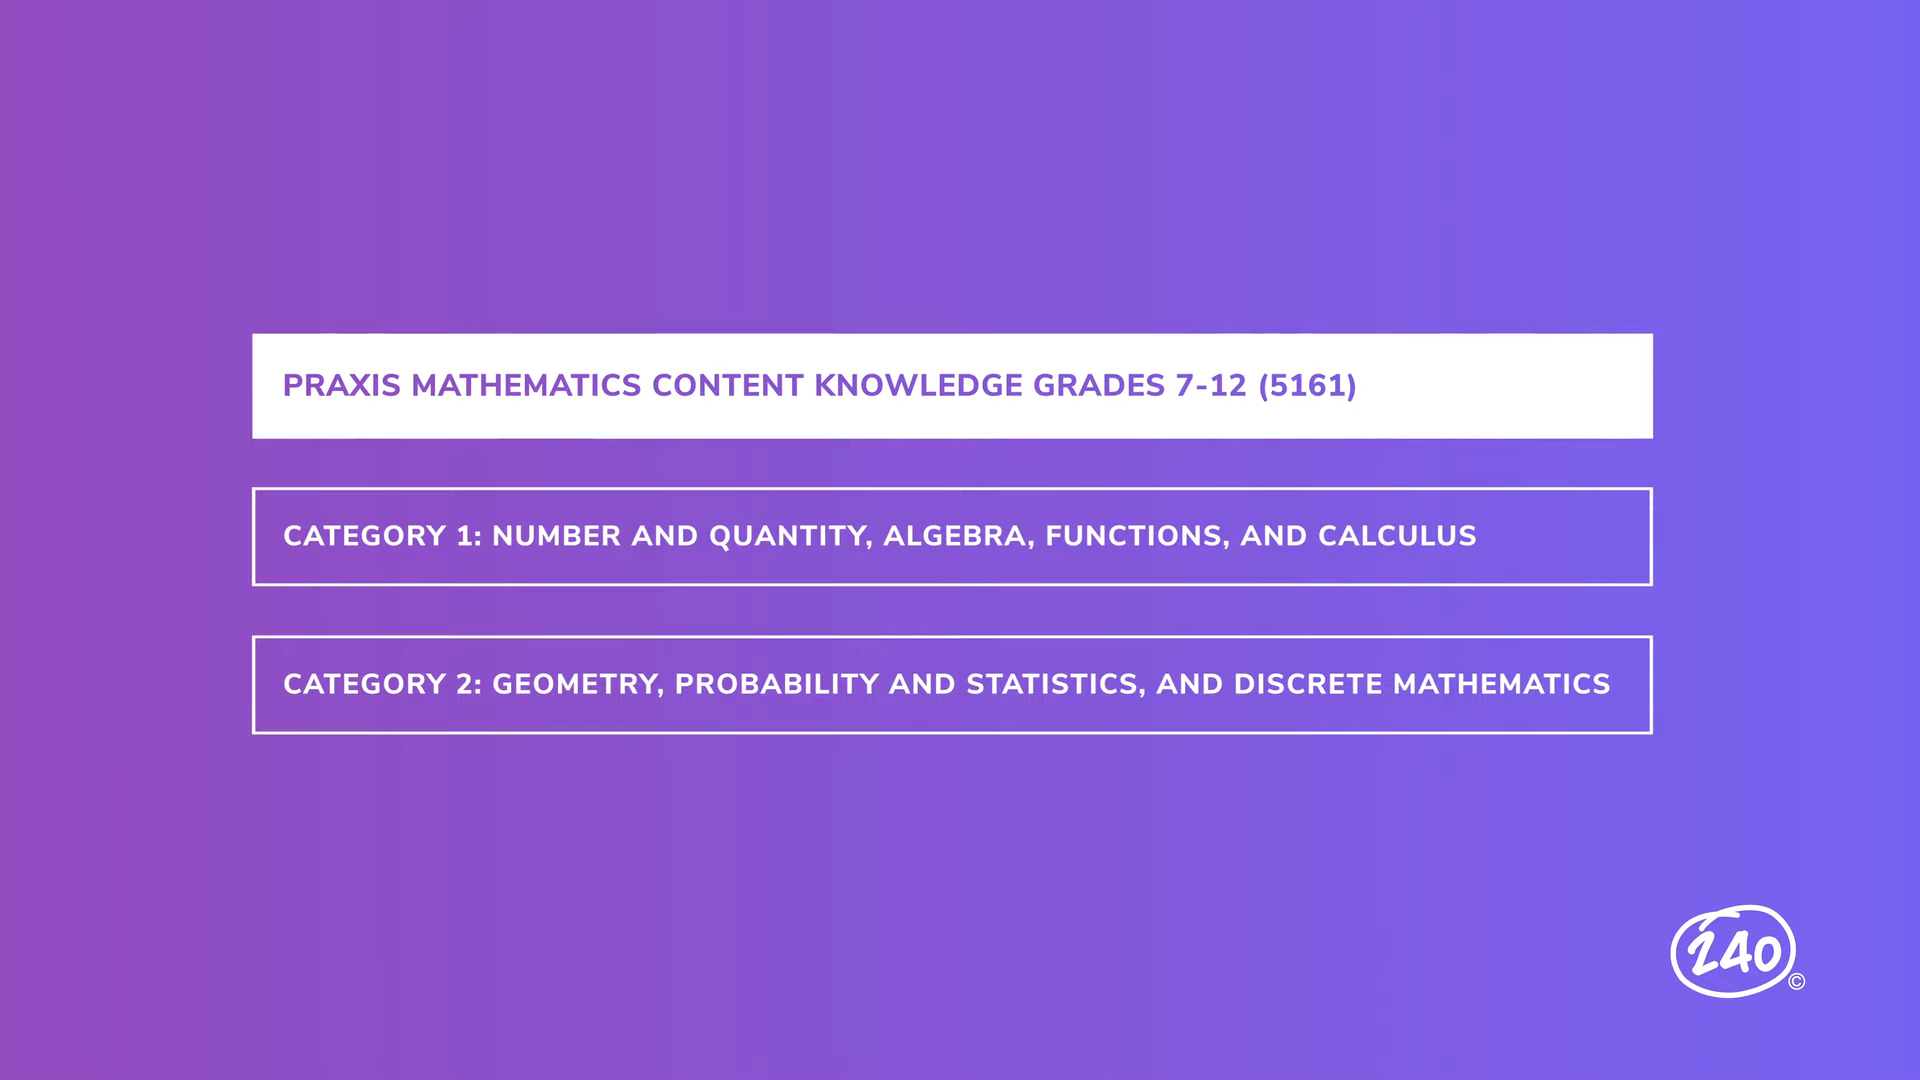 PRAXIS MATHEMATICS CONTENT KNOWLEDGE GRADES 7-12 (5161)
CATEGORY 1: NUMBER AND QUANTITY, ALGEBRA, FUNCTIONS, AND CALCULUS
CATEGORY 2: GEOMETRY, PROBABILITY AND STATISTICS, AND DISCRETE MATHEMATICS
240
©